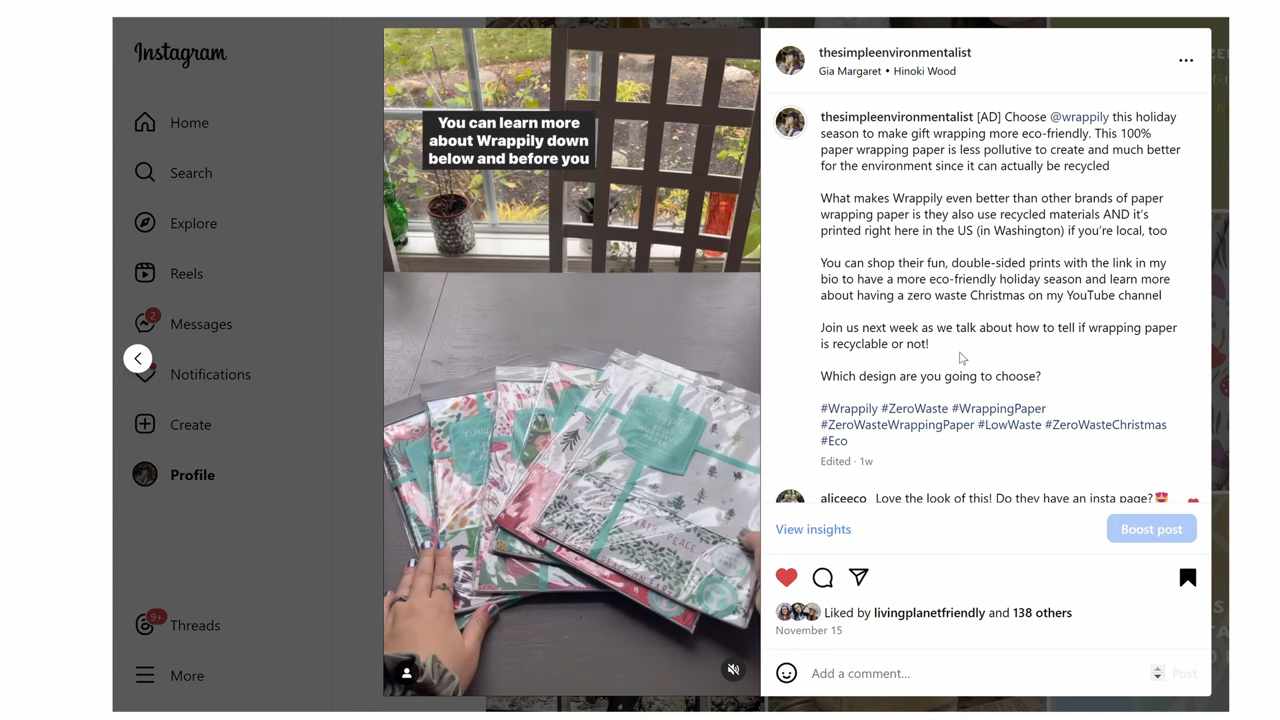 Instagram
Home
Search
Explore
Reels
2
Messages
Notifications
Create
Profile
9+
Threads
More
You can learn more
about Wrappily down
below and before you
thesimpleenvironmentalist
Gia Margaret • Hinoki Wood
thesimpleenvironmentalist [AD] Choose @wrappily this holiday
season to make gift wrapping more eco-friendly. This 100%
paper wrapping paper is less pollutive to create and much better
for the environment since it can actually be recycled
What makes Wrappily even better than other brands of paper
wrapping paper is they also use recycled materials AND it's
printed right here in the US (in Washington) if you're local, too
You can shop their fun, double-sided prints with the link in my
bio to have a more eco-friendly holiday season and learn more
about having a zero waste Christmas on my YouTube channel
Join us next week as we talk about how to tell if wrapping paper
is recyclable or not!
Which design are you going to choose?
#Wrappily #ZeroWaste #WrappingPaper
#ZeroWasteWrappingPaper #LowWaste #ZeroWasteChristmas
#Eco
Edited · 1w
aliceeco Love the look of this! Do they have an insta page?😍
View insights
Boost post
Liked by livingplanetfriendly and 138 others
November 15
Add a comment...
Post